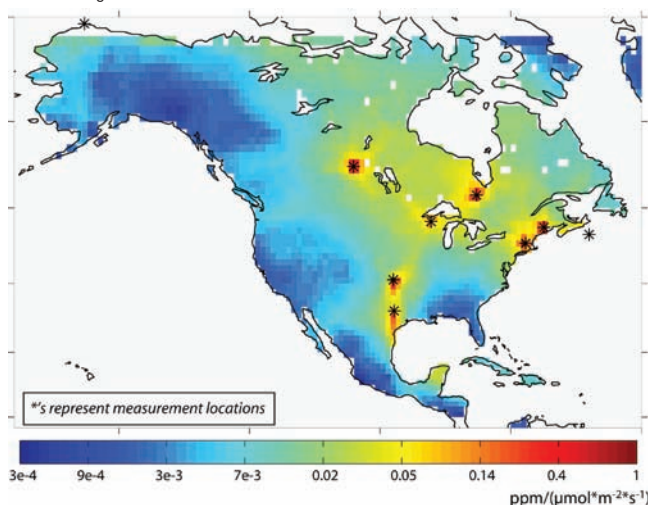 *'s represent measurement locations
3e-4 9e-4 3e-3 7e-3 0.02 0.05 0.14 0.4 1
ppm/(μmol*m⁻²*s⁻¹)